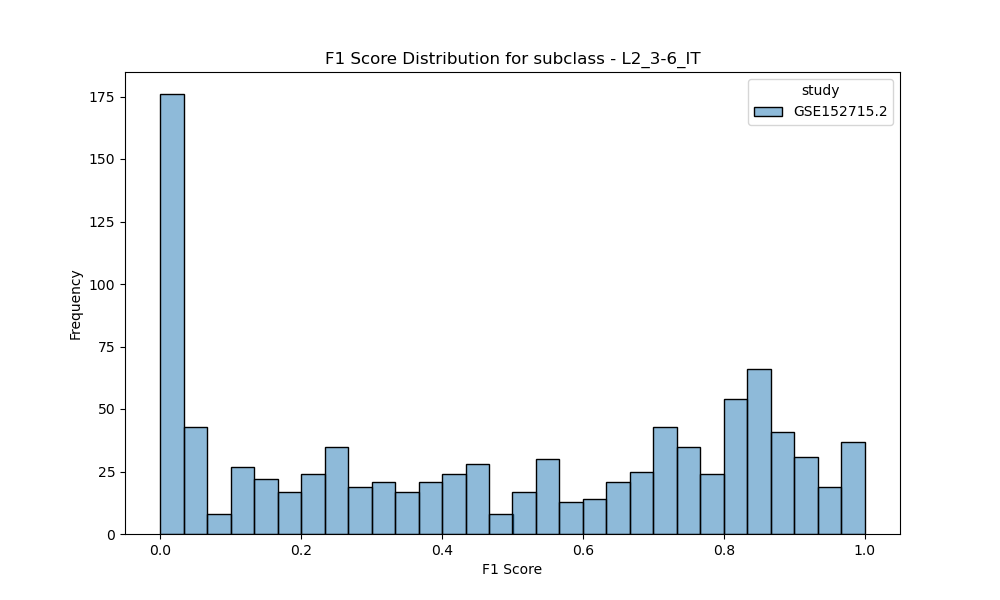 F1 Score Distribution for subclass - L2_3-6_IT
study
GSE152715.2
Frequency
175
150
125
100
75
50
25
0
0.0 0.2 0.4 0.6 0.8 1.0
F1 Score